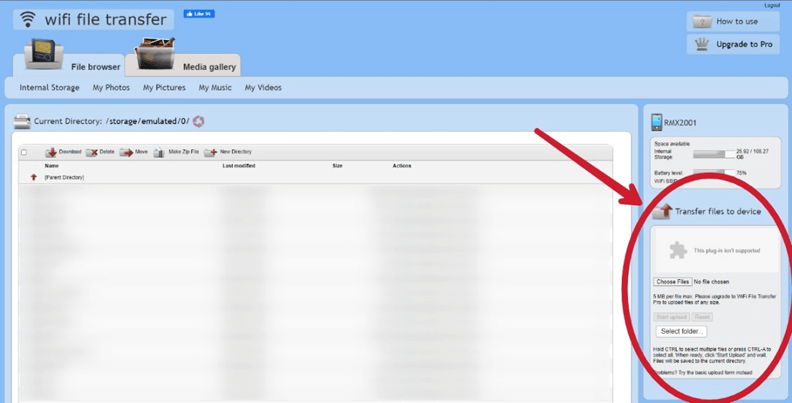 Logout
wifi file transfer
Like 94
How to use
Upgrade to Pro
File browser
Media gallery
Internal Storage My Photos My Pictures My Music My Videos
Current Directory: /storage/emulated/0/
Download Delete Move Make Zip File New Directory
Name Last modified Size Actions
[Parent Directory]
RMX2001
Space available
Internal
Storage
GB
Battery level 75%
WiFi
Transfer files to device
This plug-in isn't supported
Choose Files No file chosen
5 MB per file max. Please upgrade to WiFi File Transfer
Pro to upload files of any size.
Start upload Reset
Select folder...
Hold CTRL to select multiple files or press CTRL-A to
select all. When ready, click 'Start Upload' and wait.
Files will be saved to the current directory.
Problems? Try the basic upload form instead